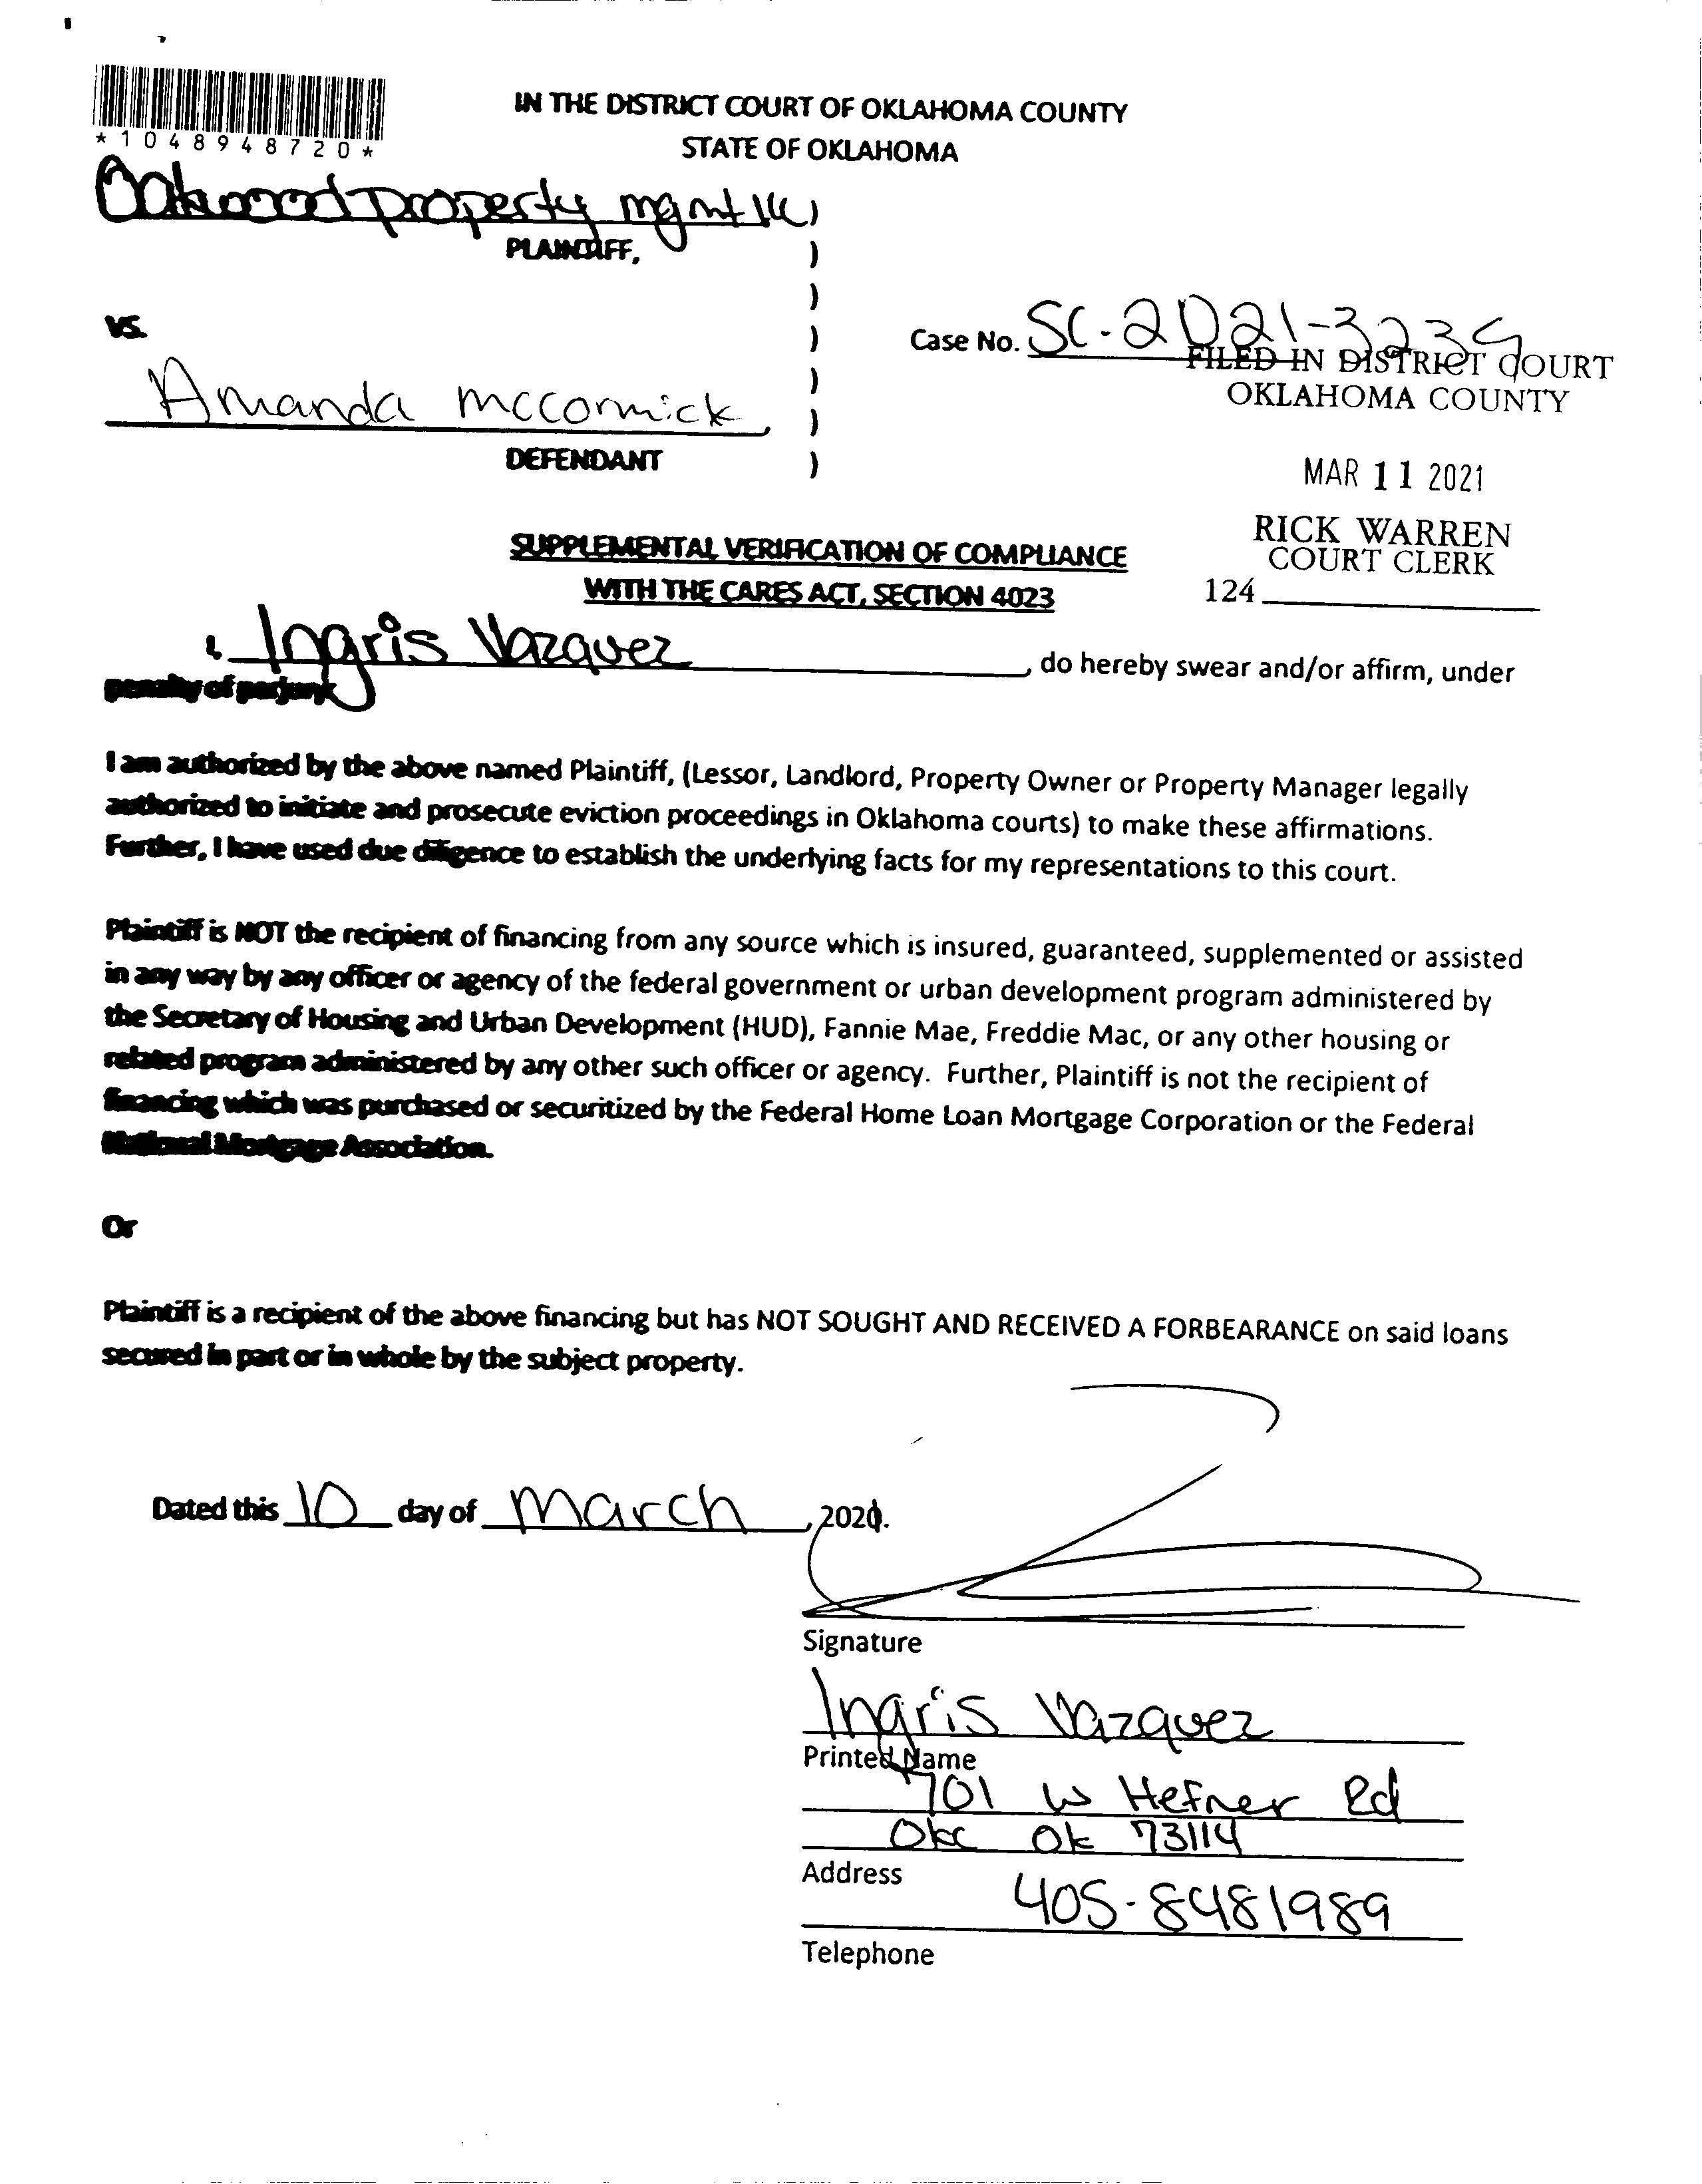 *1048948720*
IN THE DISTRICT COURT OF OKLAHOMA COUNTY
STATE OF OKLAHOMA
Oakwood property mgmt llc )
PLAINTIFF, )
)
vs. )
Case No. SC-2021-3239
FILED IN DISTRICT COURT
OKLAHOMA COUNTY
)
Amanda mccormick, )
DEFENDANT )
MAR 11 2021
RICK WARREN
COURT CLERK
124
SUPPLEMENTAL VERIFICATION OF COMPLIANCE
WITH THE CARES ACT, SECTION 4023
I, Ingris Vazquez, do hereby swear and/or affirm, under
penalty of perjury
I am authorized by the above named Plaintiff, (Lessor, Landlord, Property Owner or Property Manager legally
authorized to initiate and prosecute eviction proceedings in Oklahoma courts) to make these affirmations.
Further, I have used due diligence to establish the underlying facts for my representations to this court.
Plaintiff is NOT the recipient of financing from any source which is insured, guaranteed, supplemented or assisted
in any way by any officer or agency of the federal government or urban development program administered by
the Secretary of Housing and Urban Development (HUD), Fannie Mae, Freddie Mac, or any other housing or
related program administered by any other such officer or agency. Further, Plaintiff is not the recipient of
financing which was purchased or securitized by the Federal Home Loan Mortgage Corporation or the Federal
National Mortgage Association.
Or
Plaintiff is a recipient of the above financing but has NOT SOUGHT AND RECEIVED A FORBEARANCE on said loans
secured in part or in whole by the subject property.
Dated this 10 day of March, 2021.
Signature
Ingris Vazquez
Printed Name
701 W Hefner Rd
Okc Ok 73114
Address
405-8481989
Telephone